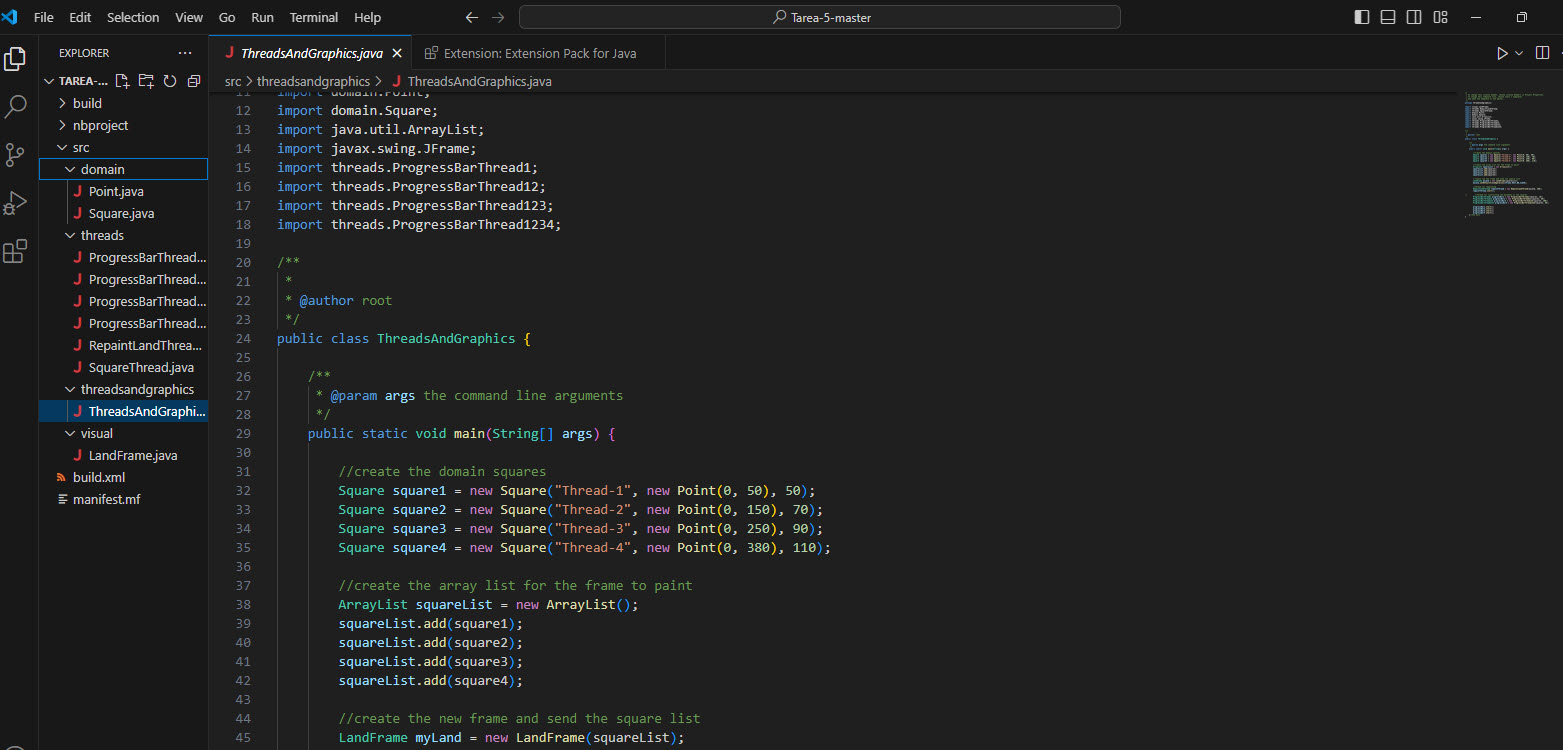 File Edit Selection View Go Run Terminal Help
Tarea-5-master
EXPLORER
TAREA-...
build
nbproject
src
domain
Point.java
Square.java
threads
ProgressBarThread...
ProgressBarThread...
ProgressBarThread...
ProgressBarThread...
RepaintLandThrea...
SquareThread.java
threadsandgraphics
ThreadsAndGraphi...
visual
LandFrame.java
build.xml
manifest.mf
ThreadsAndGraphics.java
Extension: Extension Pack for Java
src > threadsandgraphics > ThreadsAndGraphics.java
11 import domain.Point;
12 import domain.Square;
13 import java.util.ArrayList;
14 import javax.swing.JFrame;
15 import threads.ProgressBarThread1;
16 import threads.ProgressBarThread12;
17 import threads.ProgressBarThread123;
18 import threads.ProgressBarThread1234;
19
20 /**
21 *
22 * @author root
23 */
24 public class ThreadsAndGraphics {
25
26 /**
27 * @param args the command line arguments
28 */
29 public static void main(String[] args) {
30
31 //create the domain squares
32 Square square1 = new Square("Thread-1", new Point(0, 50), 50);
33 Square square2 = new Square("Thread-2", new Point(0, 150), 70);
34 Square square3 = new Square("Thread-3", new Point(0, 250), 90);
35 Square square4 = new Square("Thread-4", new Point(0, 380), 110);
36
37 //create the array list for the frame to paint
38 ArrayList squareList = new ArrayList();
39 squareList.add(square1);
40 squareList.add(square2);
41 squareList.add(square3);
42 squareList.add(square4);
43
44 //create the new frame and send the square list
45 LandFrame myLand = new LandFrame(squareList);